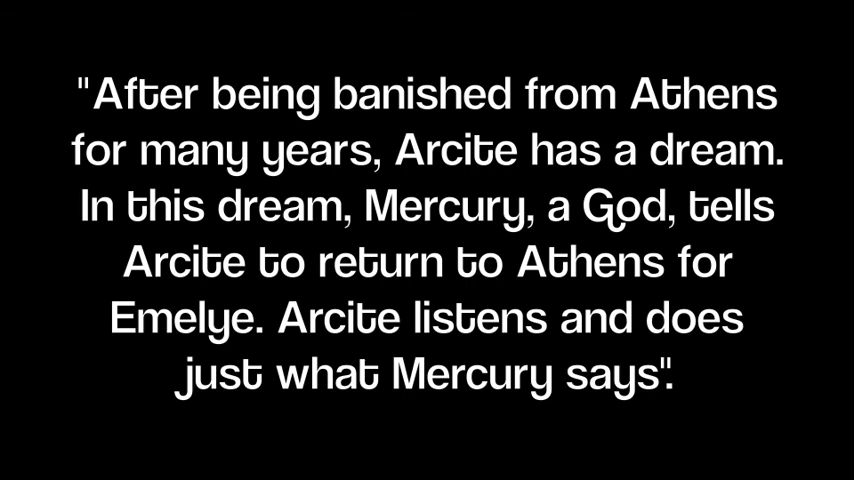 "After being banished from Athens
for many years, Arcite has a dream.
In this dream, Mercury, a God, tells
Arcite to return to Athens for
Emelye. Arcite listens and does
just what Mercury says".